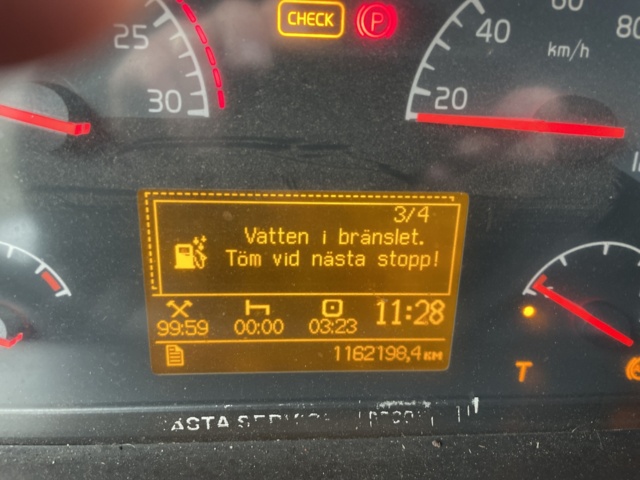 CHECK
P
25
30
20
40
60
80
km/h
3/4
Vatten i bränslet.
Töm vid nästa stopp!
99:59
00:00
03:23
11:28
1162198,4 KM
T